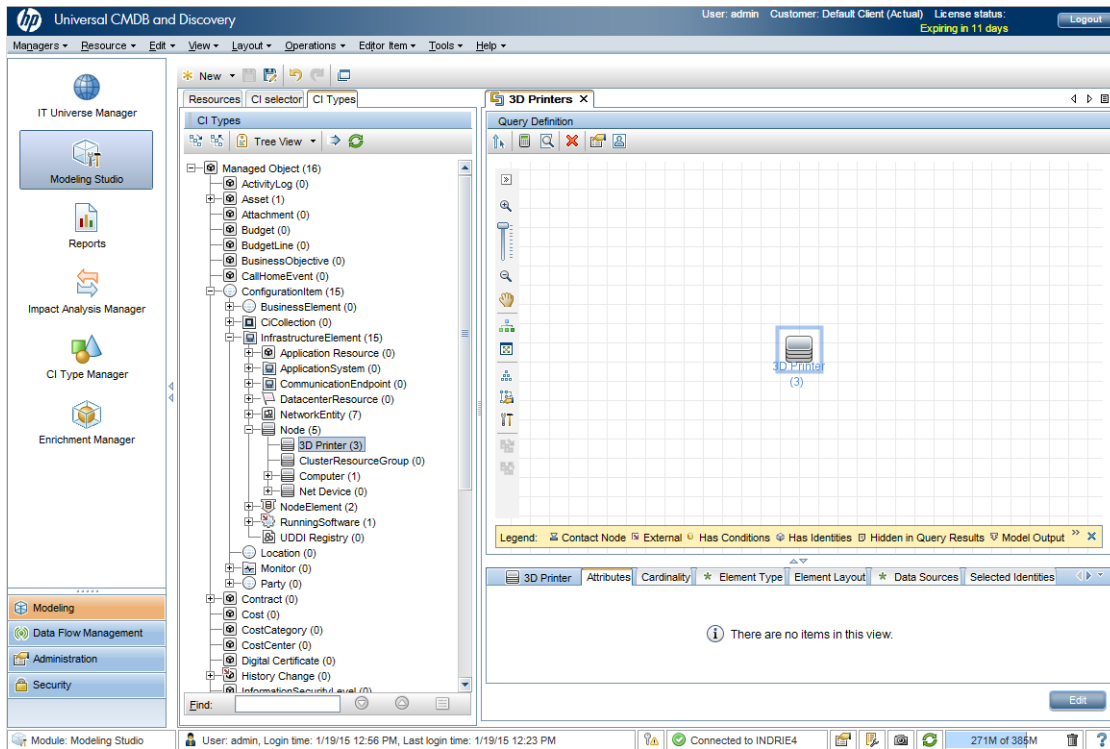 hp Universal CMDB and Discovery
User: admin Customer: Default Client (Actual) License status:
Expiring in 11 days
Logout
Managers Resource Edit View Layout Operations Editor Item Tools Help
New
IT Universe Manager
Modeling Studio
Reports
Impact Analysis Manager
CI Type Manager
Enrichment Manager
Modeling
Data Flow Management
Administration
Security
Resources CI selector CI Types
CI Types
Tree View
Managed Object (16)
ActivityLog (0)
Asset (1)
Attachment (0)
Budget (0)
BudgetLine (0)
BusinessObjective (0)
CallHomeEvent (0)
ConfigurationItem (15)
BusinessElement (0)
CiCollection (0)
InfrastructureElement (15)
Application Resource (0)
ApplicationSystem (0)
CommunicationEndpoint (0)
DatacenterResource (0)
NetworkEntity (7)
Node (5)
3D Printer (3)
ClusterResourceGroup (0)
Computer (1)
Net Device (0)
NodeElement (2)
RunningSoftware (1)
UDDI Registry (0)
Location (0)
Monitor (0)
Party (0)
Contract (0)
Cost (0)
CostCategory (0)
CostCenter (0)
Digital Certificate (0)
History Change (0)
InformationSecurityLevel (0)
Find:
3D Printers
Query Definition
3D Printer
(3)
Legend: Contact Node External Has Conditions Has Identities Hidden in Query Results Model Output
3D Printer Attributes Cardinality * Element Type Element Layout * Data Sources Selected Identities
There are no items in this view.
Edit
Module: Modeling Studio User: admin, Login time: 1/19/15 12:56 PM, Last login time: 1/19/15 12:23 PM Connected to INDRIE4 271M of 385M